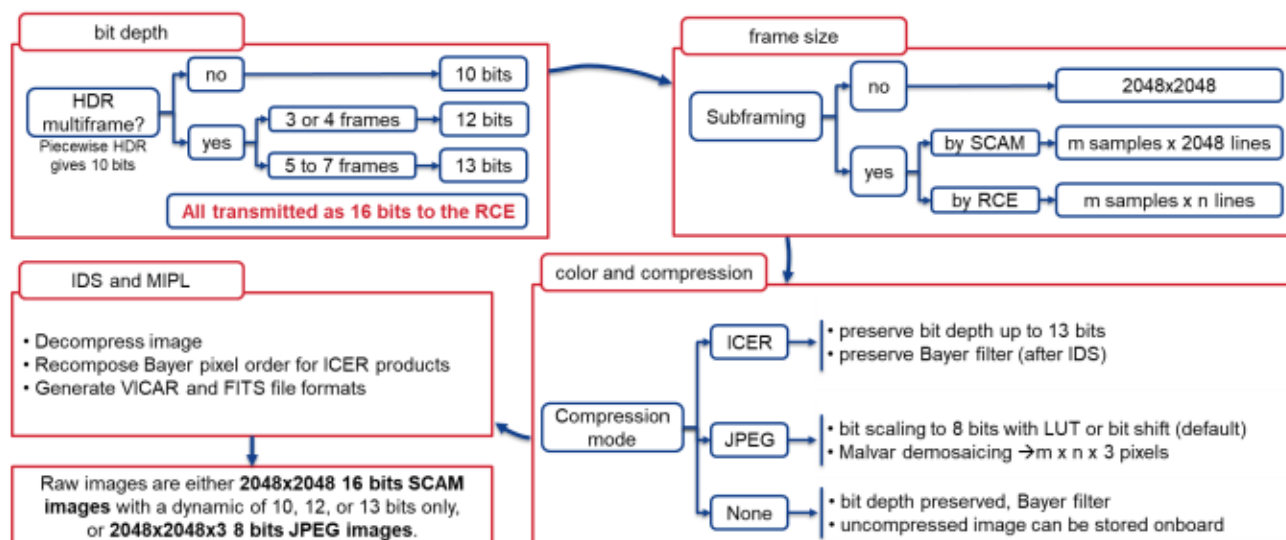 bit depth
HDR
multiframe?
Piecewise HDR
gives 10 bits
no
10 bits
yes
3 or 4 frames
12 bits
5 to 7 frames
13 bits
All transmitted as 16 bits to the RCE
frame size
Subframing
no
2048x2048
yes
by SCAM
m samples x 2048 lines
by RCE
m samples x n lines
color and compression
Compression
mode
ICER
• preserve bit depth up to 13 bits
• preserve Bayer filter (after IDS)
JPEG
• bit scaling to 8 bits with LUT or bit shift (default)
• Malvar demosaicing →m x n x 3 pixels
None
• bit depth preserved, Bayer filter
• uncompressed image can be stored onboard
IDS and MIPL
• Decompress image
• Recompose Bayer pixel order for ICER products
• Generate VICAR and FITS file formats
Raw images are either 2048x2048 16 bits SCAM
images with a dynamic of 10, 12, or 13 bits only,
or 2048x2048x3 8 bits JPEG images.